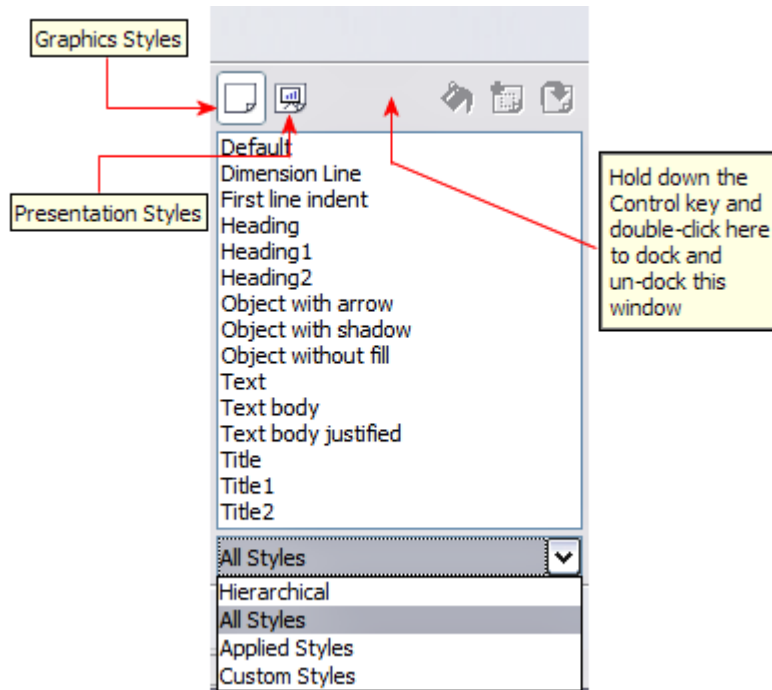 Graphics Styles
Presentation Styles
Default
Dimension Line
First line indent
Heading
Heading1
Heading2
Object with arrow
Object with shadow
Object without fill
Text
Text body
Text body justified
Title
Title1
Title2
Hold down the
Control key and
double-click here
to dock and
un-dock this
window
All Styles
Hierarchical
All Styles
Applied Styles
Custom Styles